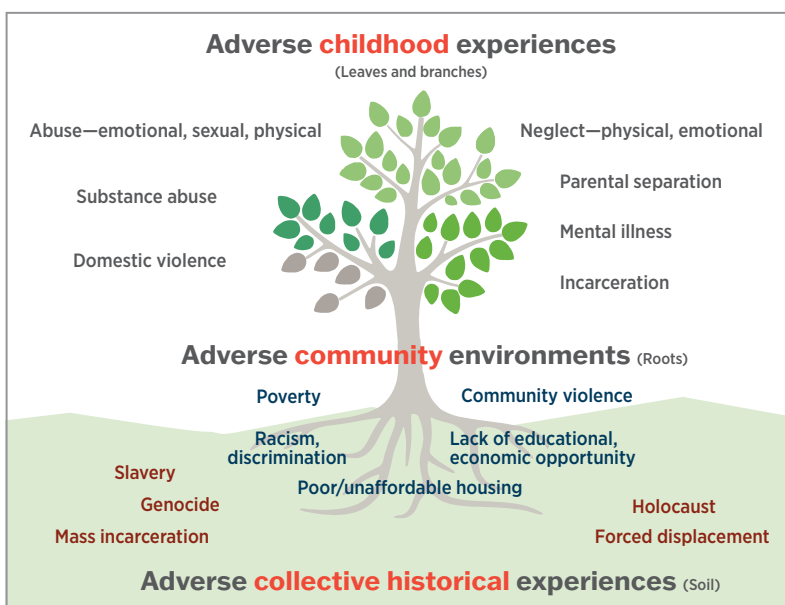 Adverse childhood experiences
(Leaves and branches)
Abuse—emotional, sexual, physical
Neglect—physical, emotional
Substance abuse
Parental separation
Domestic violence
Mental illness
Incarceration
Adverse community environments (Roots)
Poverty
Community violence
Racism,
discrimination
Lack of educational,
economic opportunity
Poor/unaffordable housing
Slavery
Genocide
Mass incarceration
Holocaust
Forced displacement
Adverse collective historical experiences (Soil)